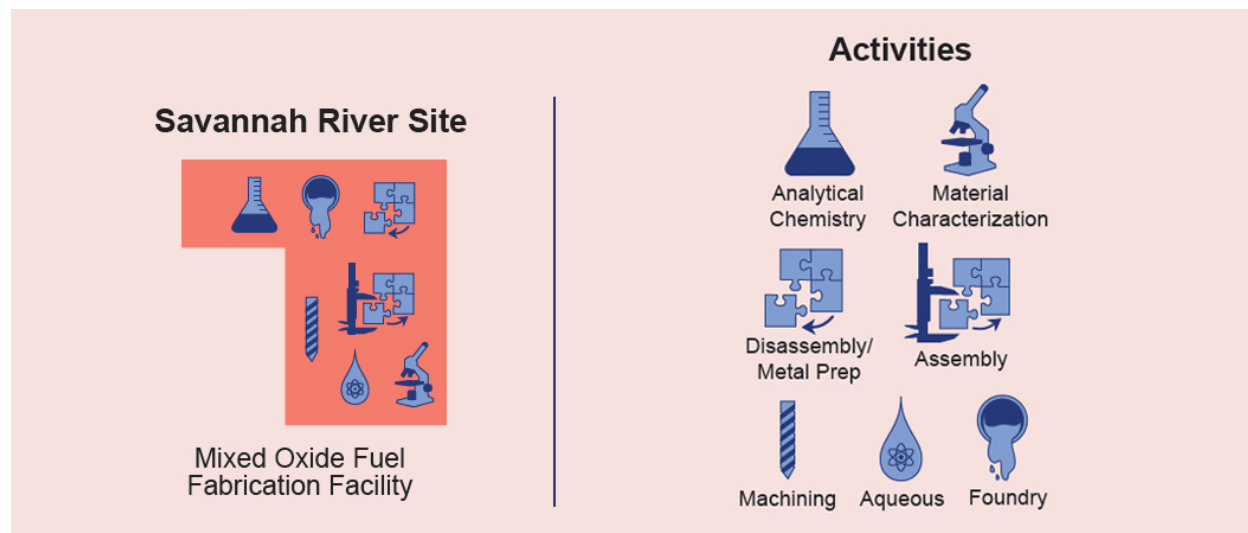 Savannah River Site
Mixed Oxide Fuel
Fabrication Facility
Activities
Analytical
Chemistry
Material
Characterization
Disassembly/
Metal Prep
Assembly
Machining
Aqueous
Foundry